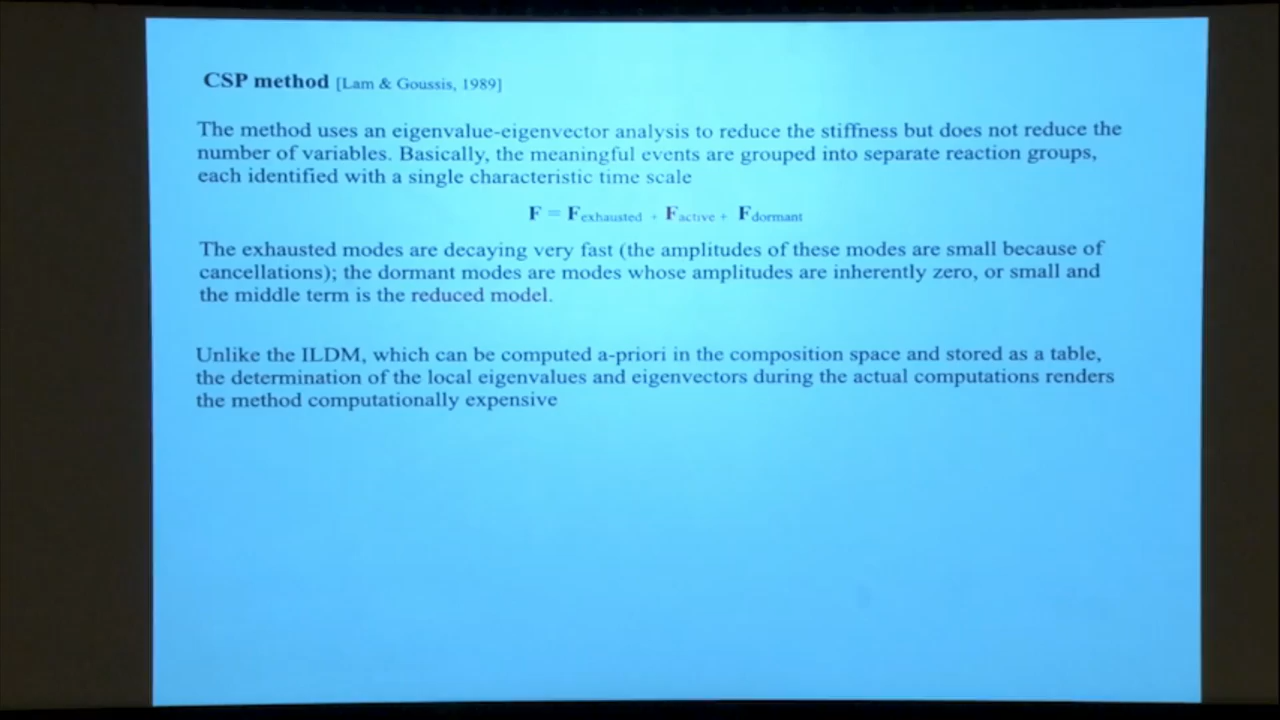 CSP method [Lam & Goussis, 1989]
The method uses an eigenvalue-eigenvector analysis to reduce the stiffness but does not reduce the
number of variables. Basically, the meaningful events are grouped into separate reaction groups,
each identified with a single characteristic time scale
F = Fexhausted + Factive + Fdormant
The exhausted modes are decaying very fast (the amplitudes of these modes are small because of
cancellations); the dormant modes are modes whose amplitudes are inherently zero, or small and
the middle term is the reduced model.
Unlike the ILDM, which can be computed a-priori in the composition space and stored as a table,
the determination of the local eigenvalues and eigenvectors during the actual computations renders
the method computationally expensive